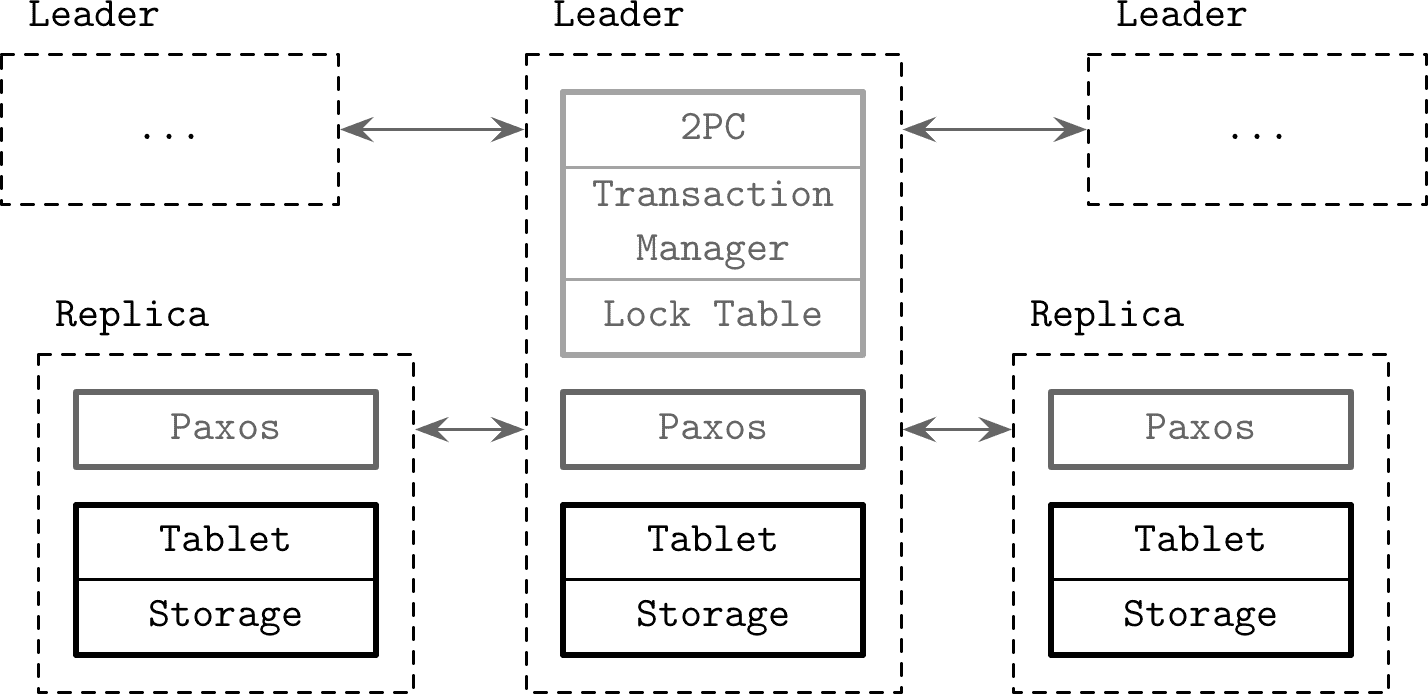 Leader
Leader
Leader
...
2PC
...
Transaction
Manager
Lock Table
Replica
Replica
Paxos
Paxos
Paxos
Tablet
Tablet
Tablet
Storage
Storage
Storage